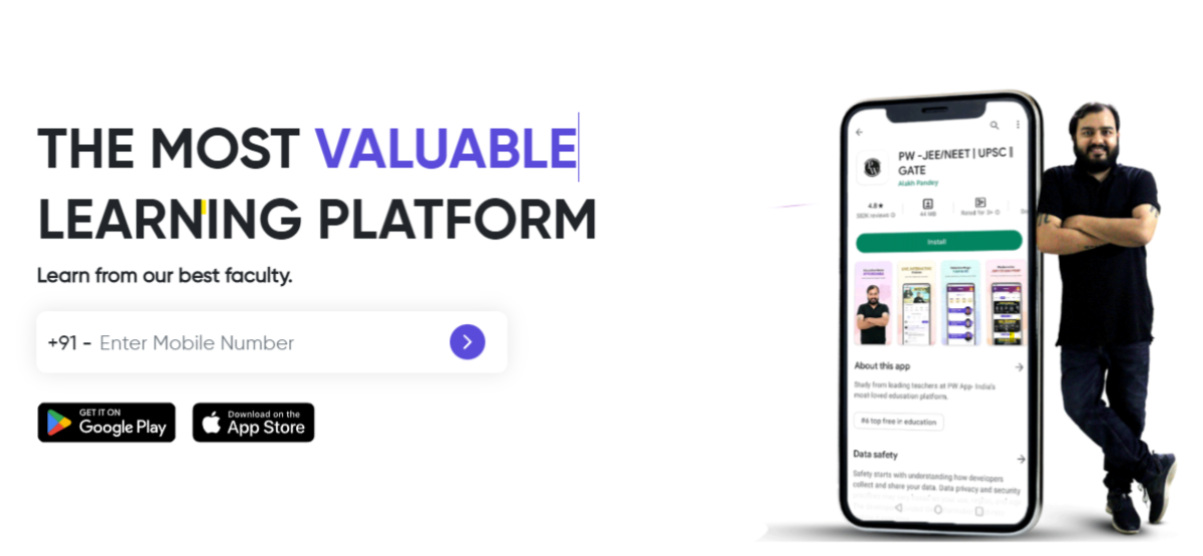 THE MOST VALUABLE
LEARNING PLATFORM
Learn from our best faculty.
+91 - Enter Mobile Number
GET IT ON
Google Play
Download on the
App Store
PW -JEE/NEET | UPSC ||
GATE
Alakh Pandey
4.8★
44 MB
Rated for 3+
Install
About this app
Study from leading teachers at PW App- India's
most-loved education platform.
#6 top free in education
Data safety
Safety starts with understanding how developers
collect and share your data. Data privacy and security